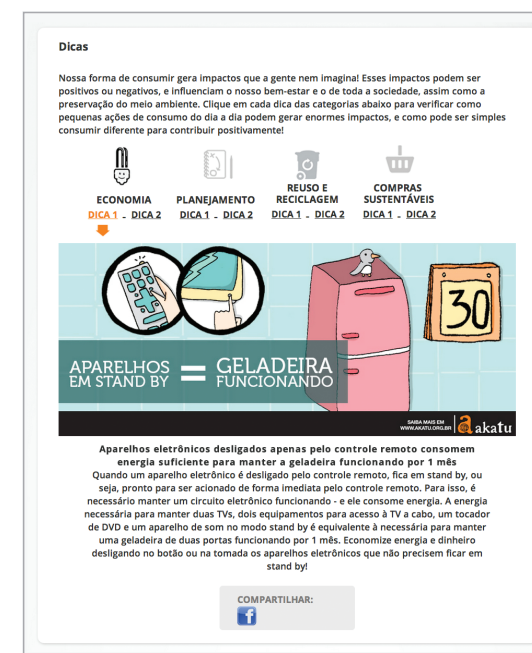 Dicas
Nossa forma de consumir gera impactos que a gente nem imagina! Esses impactos podem ser
positivos ou negativos, e influenciam o nosso bem-estar e o de toda a sociedade, assim como a
preservação do meio ambiente. Clique em cada dica das categorias abaixo para verificar como
pequenas ações de consumo do dia a dia podem gerar enormes impactos, e como pode ser simples
consumir diferente para contribuir positivamente!
ECONOMIA
DICA 1 - DICA 2
PLANEJAMENTO
DICA 1 - DICA 2
REUSO E
RECICLAGEM
DICA 1 - DICA 2
COMPRAS
SUSTENTÁVEIS
DICA 1 - DICA 2
30
APARELHOS
EM STAND BY
=
GELADEIRA
FUNCIONANDO
SAIBA MAIS EM
WWW.AKATU.ORG.BR
akatu
Aparelhos eletrônicos desligados apenas pelo controle remoto consomem
energia suficiente para manter a geladeira funcionando por 1 mês
Quando um aparelho eletrônico é desligado pelo controle remoto, fica em stand by, ou
seja, pronto para ser acionado de forma imediata pelo controle remoto. Para isso, é
necessário manter um circuito eletrônico funcionando - e ele consome energia. A energia
necessária para manter duas TVs, dois equipamentos para acesso à TV a cabo, um tocador
de DVD e um aparelho de som no modo stand by é equivalente à necessária para manter
uma geladeira de duas portas funcionando por 1 mês. Economize energia e dinheiro
desligando no botão ou na tomada os aparelhos eletrônicos que não precisem ficar em
stand by!
COMPARTILHAR:
f